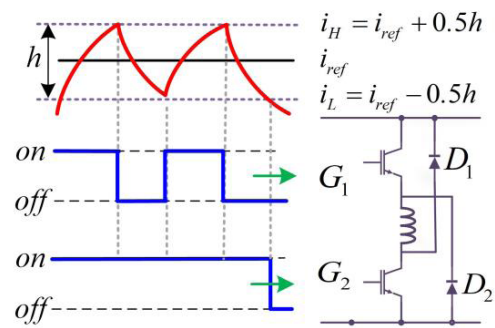 h
i_H = i_ref + 0.5h
i_ref
i_L = i_ref − 0.5h
on
off
on
off
G_1
D_1
G_2
D_2